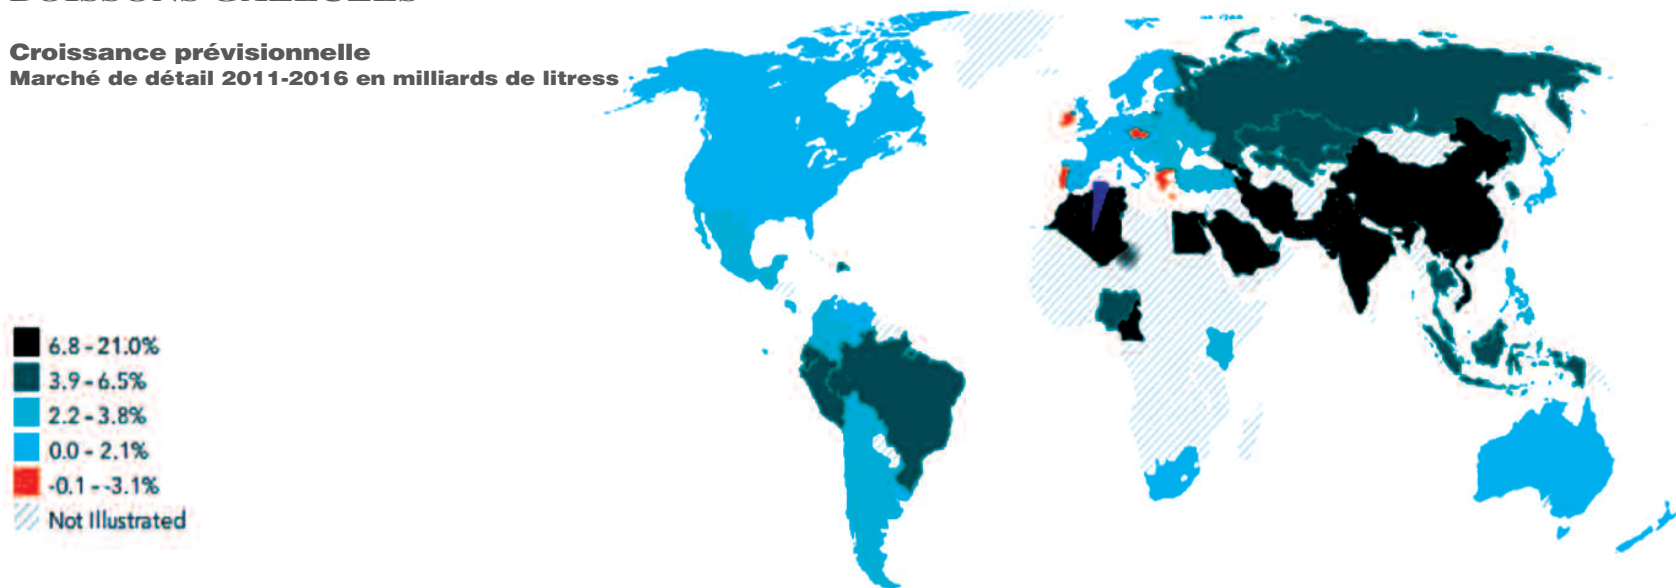 Croissance prévisionnelle
Marché de détail 2011-2016 en milliards de litress
6.8 - 21.0%
3.9 - 6.5%
2.2 - 3.8%
0.0 - 2.1%
-0.1 - -3.1%
Not Illustrated